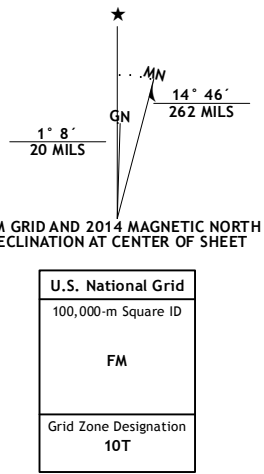 ★
MN
GN
14° 46´
262 MILS
1° 8´
20 MILS
M GRID AND 2014 MAGNETIC NORTH
ECLINATION AT CENTER OF SHEET
U.S. National Grid
100,000-m Square ID
FM
Grid Zone Designation
10T